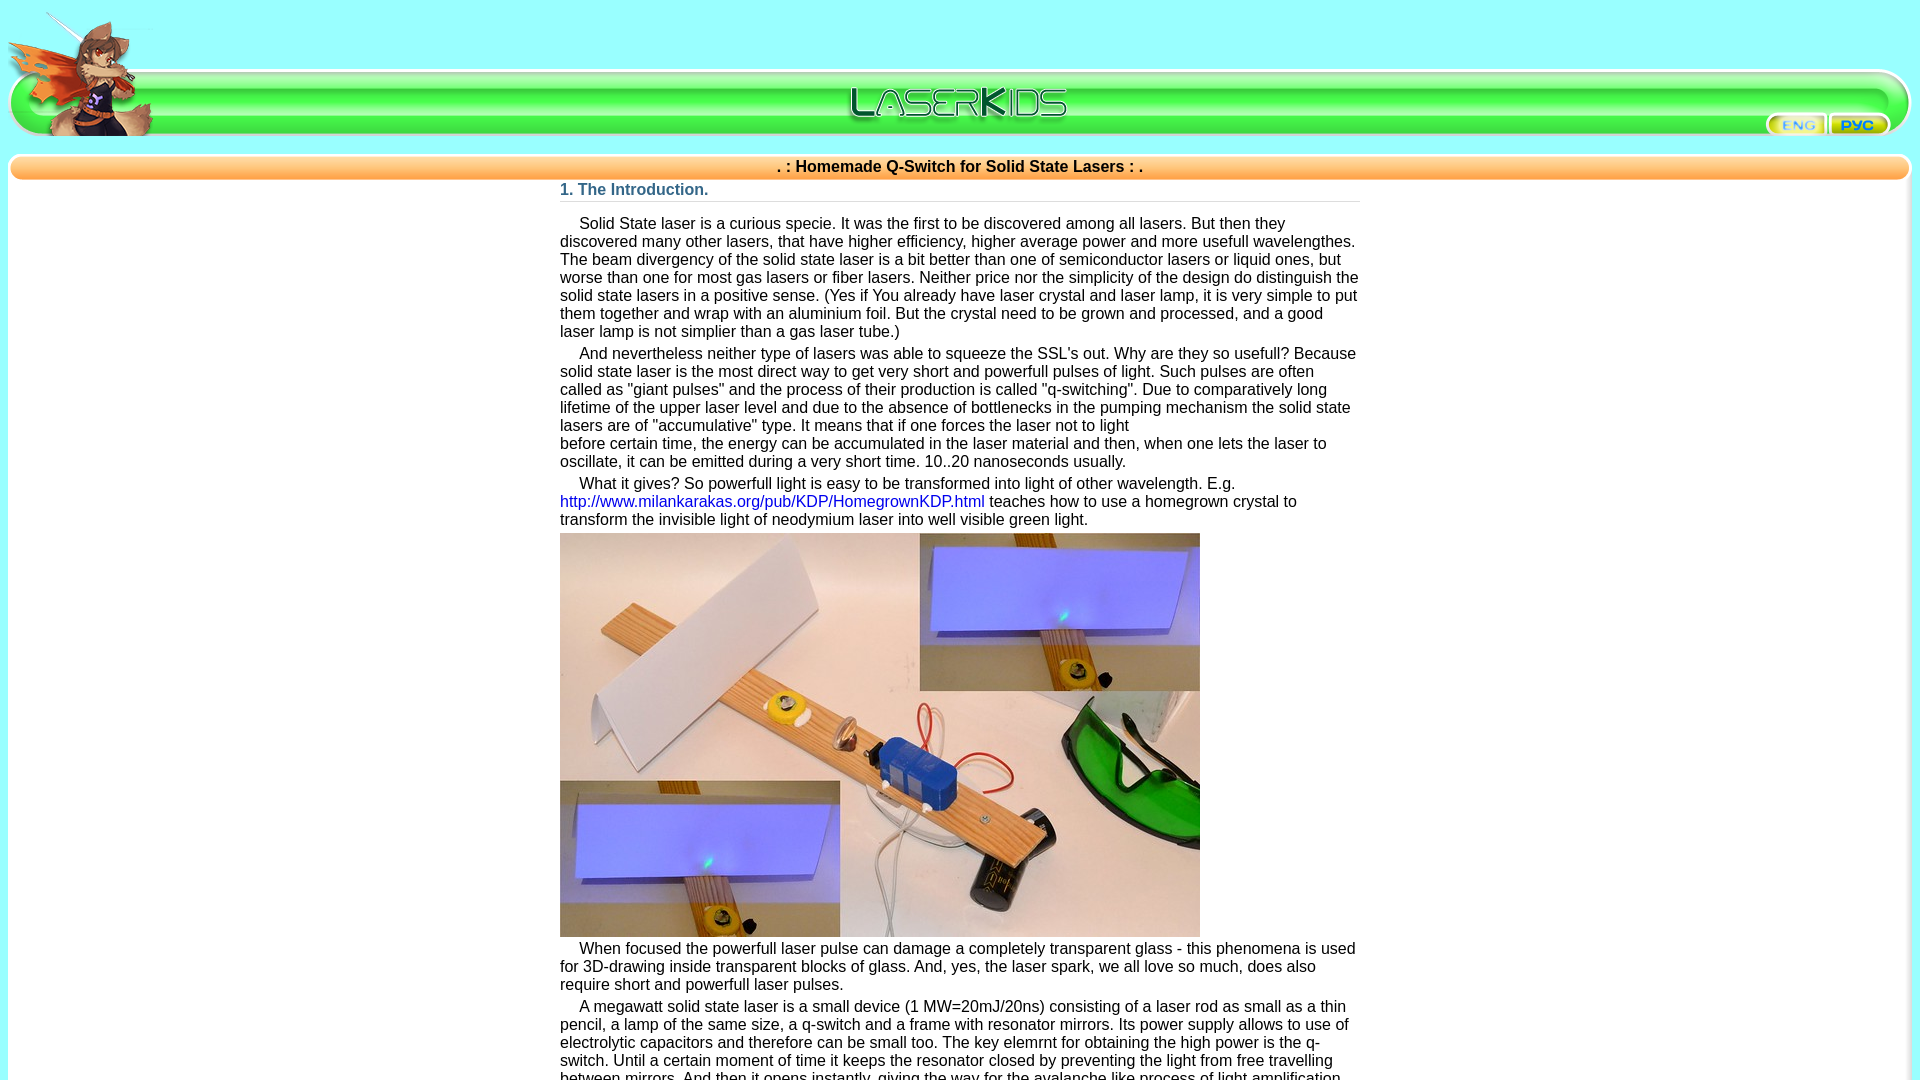 LASERKIDS
ENG РУС
. : Homemade Q-Switch for Solid State Lasers : .
1. The Introduction.
Solid State laser is a curious specie. It was the first to be discovered among all lasers. But then they
discovered many other lasers, that have higher efficiency, higher average power and more usefull wavelengthes.
The beam divergency of the solid state laser is a bit better than one of semiconductor lasers or liquid ones, but
worse than one for most gas lasers or fiber lasers. Neither price nor the simplicity of the design do distinguish the
solid state lasers in a positive sense. (Yes if You already have laser crystal and laser lamp, it is very simple to put
them together and wrap with an aluminium foil. But the crystal need to be grown and processed, and a good
laser lamp is not simplier than a gas laser tube.)
And nevertheless neither type of lasers was able to squeeze the SSL's out. Why are they so usefull? Because
solid state laser is the most direct way to get very short and powerfull pulses of light. Such pulses are often
called as "giant pulses" and the process of their production is called "q-switching". Due to comparatively long
lifetime of the upper laser level and due to the absence of bottlenecks in the pumping mechanism the solid state
lasers are of "accumulative" type. It means that if one forces the laser not to light
before certain time, the energy can be accumulated in the laser material and then, when one lets the laser to
oscillate, it can be emitted during a very short time. 10..20 nanoseconds usually.
What it gives? So powerfull light is easy to be transformed into light of other wavelength. E.g.
http://www.milankarakas.org/pub/KDP/HomegrownKDP.html teaches how to use a homegrown crystal to
transform the invisible light of neodymium laser into well visible green light.
When focused the powerfull laser pulse can damage a completely transparent glass - this phenomena is used
for 3D-drawing inside transparent blocks of glass. And, yes, the laser spark, we all love so much, does also
require short and powerfull laser pulses.
A megawatt solid state laser is a small device (1 MW=20mJ/20ns) consisting of a laser rod as small as a thin
pencil, a lamp of the same size, a q-switch and a frame with resonator mirrors. Its power supply allows to use of
electrolytic capacitors and therefore can be small too. The key elemrnt for obtaining the high power is the q-
switch. Until a certain moment of time it keeps the resonator closed by preventing the light from free travelling
between mirrors. And then it opens instantly, giving the way for the avalanche like process of light amplification